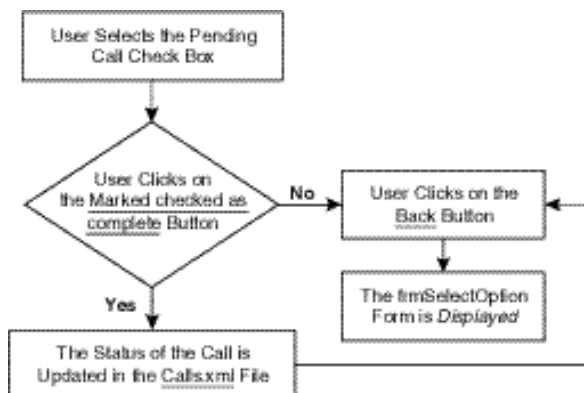 User Selects the Pending
Call Check Box
User Clicks on
the Marked checked as
complete Button
No
User Clicks on the
Back Button
The frmSelectOption
Form is Displayed
Yes
The Status of the Call is
Updated in the Calls.xml File